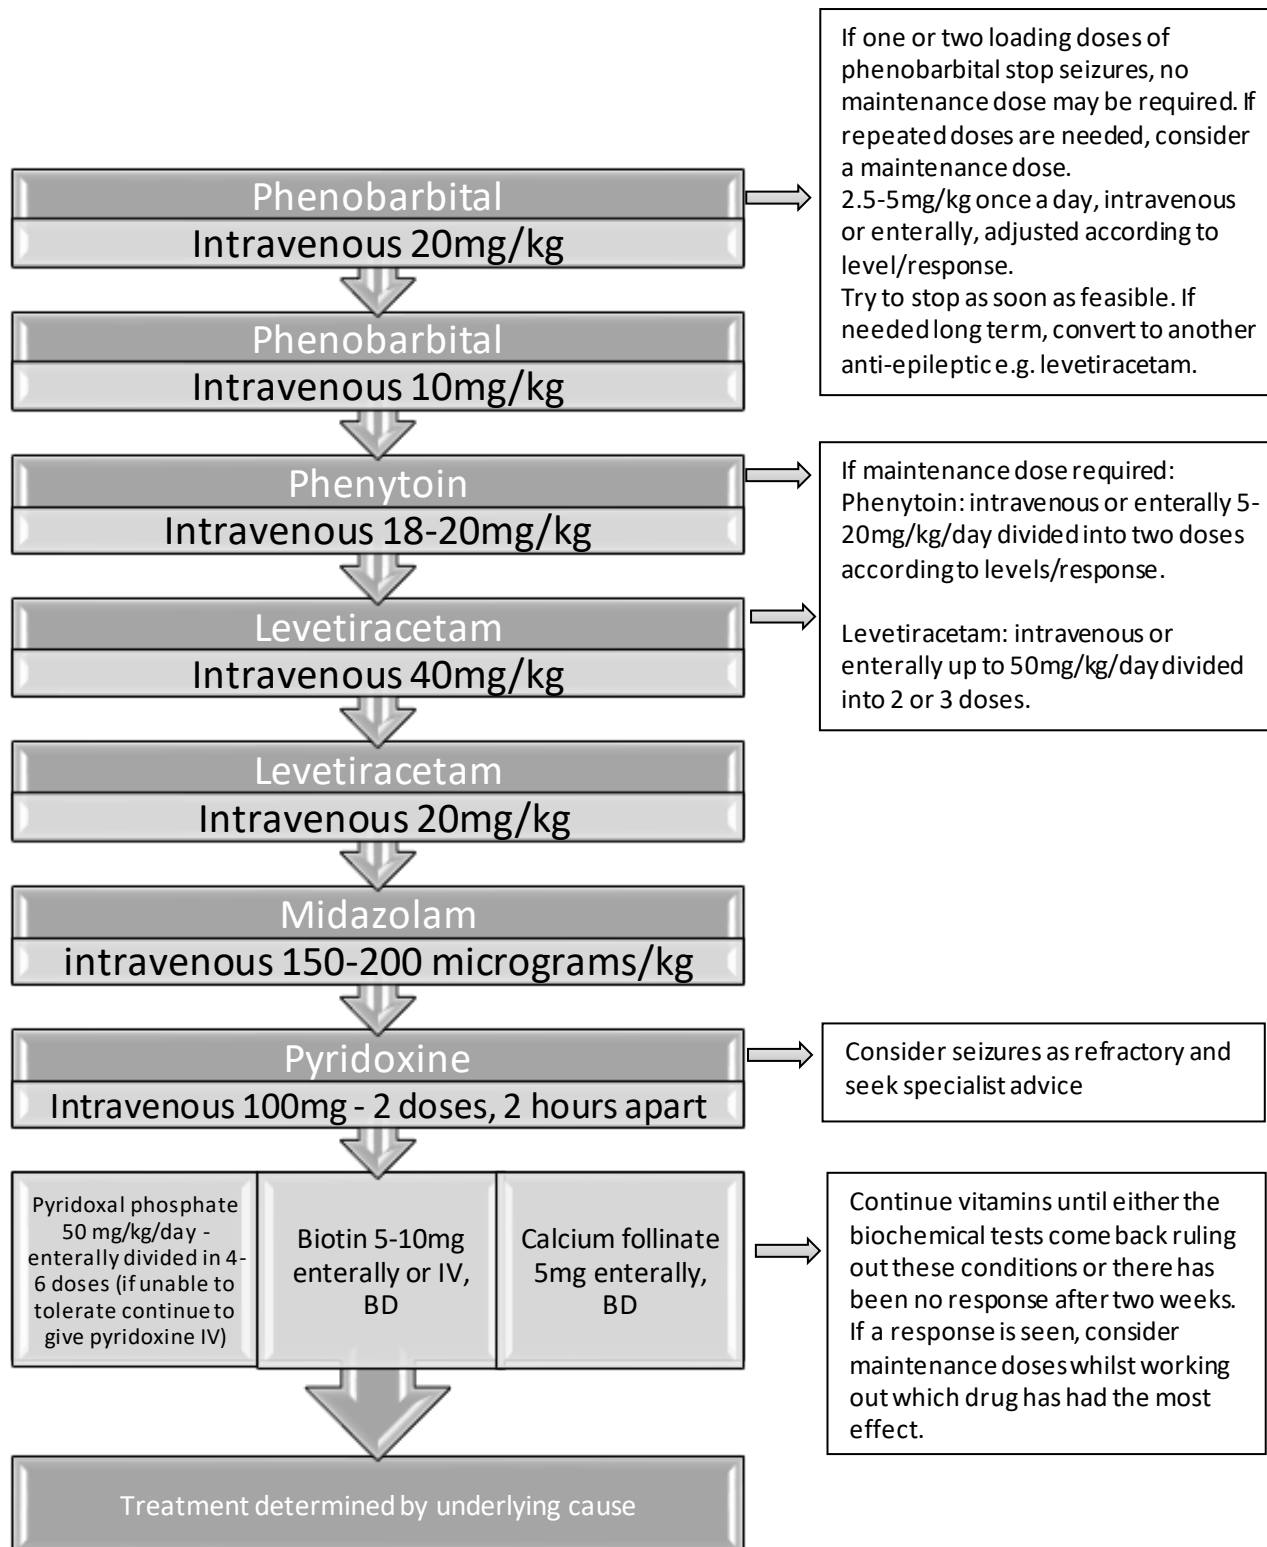 If one or two loading doses of
phenobarbital stop seizures, no
maintenance dose may be required. If
repeated doses are needed, consider
a maintenance dose.
2.5-5mg/kg once a day, intravenous
or enterally, adjusted according to
level/response.
Try to stop as soon as feasible. If
needed long term, convert to another
anti-epileptic e.g. levetiracetam.
Phenobarbital
Intravenous 20mg/kg
Phenobarbital
Intravenous 10mg/kg
Phenytoin
Intravenous 18-20mg/kg
If maintenance dose required:
Phenytoin: intravenous or enterally 5-
20mg/kg/day divided into two doses
according to levels/response.
Levetiracetam: intravenous or
enterally up to 50mg/kg/day divided
into 2 or 3 doses.
Levetiracetam
Intravenous 40mg/kg
Levetiracetam
Intravenous 20mg/kg
Midazolam
intravenous 150-200 micrograms/kg
Pyridoxine
Intravenous 100mg - 2 doses, 2 hours apart
Consider seizures as refractory and
seek specialist advice
Pyridoxal phosphate
50 mg/kg/day -
enterally divided in 4-
6 doses (if unable to
tolerate continue to
give pyridoxine IV)
Biotin 5-10mg
enterally or IV,
BD
Calcium follinate
5mg enterally,
BD
Continue vitamins until either the
biochemical tests come back ruling
out these conditions or there has
been no response after two weeks.
If a response is seen, consider
maintenance doses whilst working
out which drug has had the most
effect.
Treatment determined by underlying cause